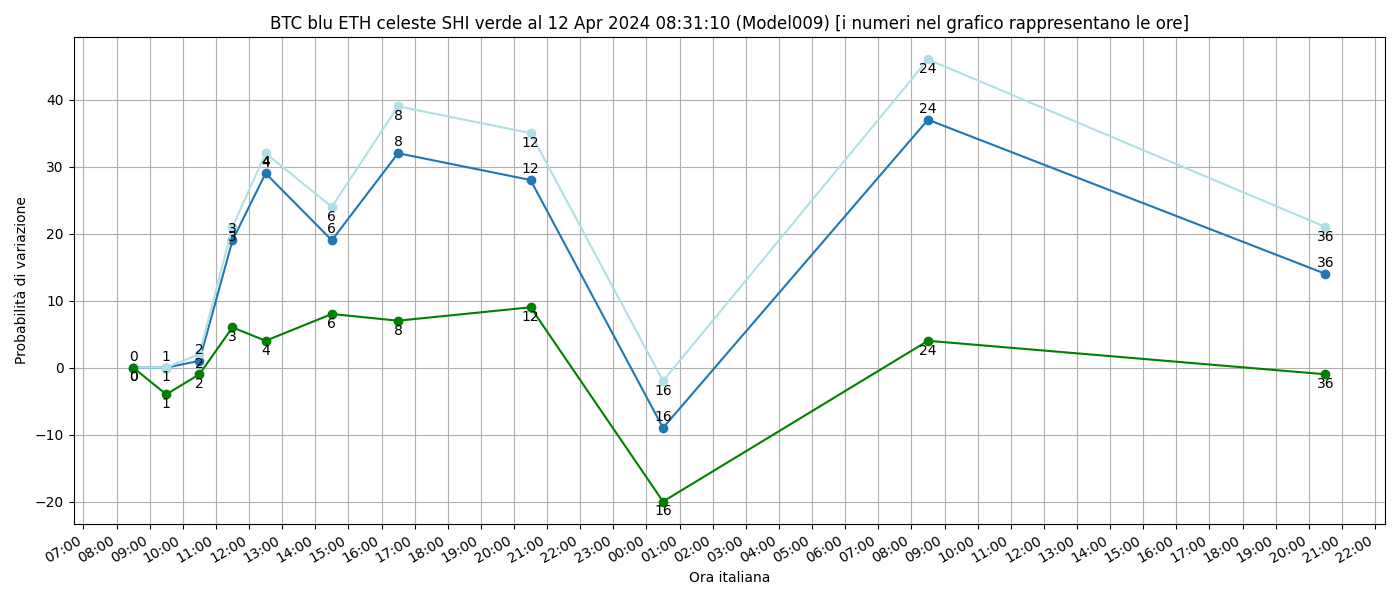 BTC blu ETH celeste SHI verde al 12 Apr 2024 08:31:10 (Model009) [i numeri nel grafico rappresentano le ore]
Probabilità di variazione
40
30
20
10
0
−10
−20
0 1 2 3 4 6 8 12 16 24 36
0 1 2 3 4 6 8 12 16 24 36
0 1 2 3 4 6 8 12 16 24 36
07:00 08:00 09:00 10:00 11:00 12:00 13:00 14:00 15:00 16:00 17:00 18:00 19:00 20:00 21:00 22:00 23:00 00:00 01:00 02:00 03:00 04:00 05:00 06:00 07:00 08:00 09:00 10:00 11:00 12:00 13:00 14:00 15:00 16:00 17:00 18:00 19:00 20:00 21:00 22:00
Ora italiana